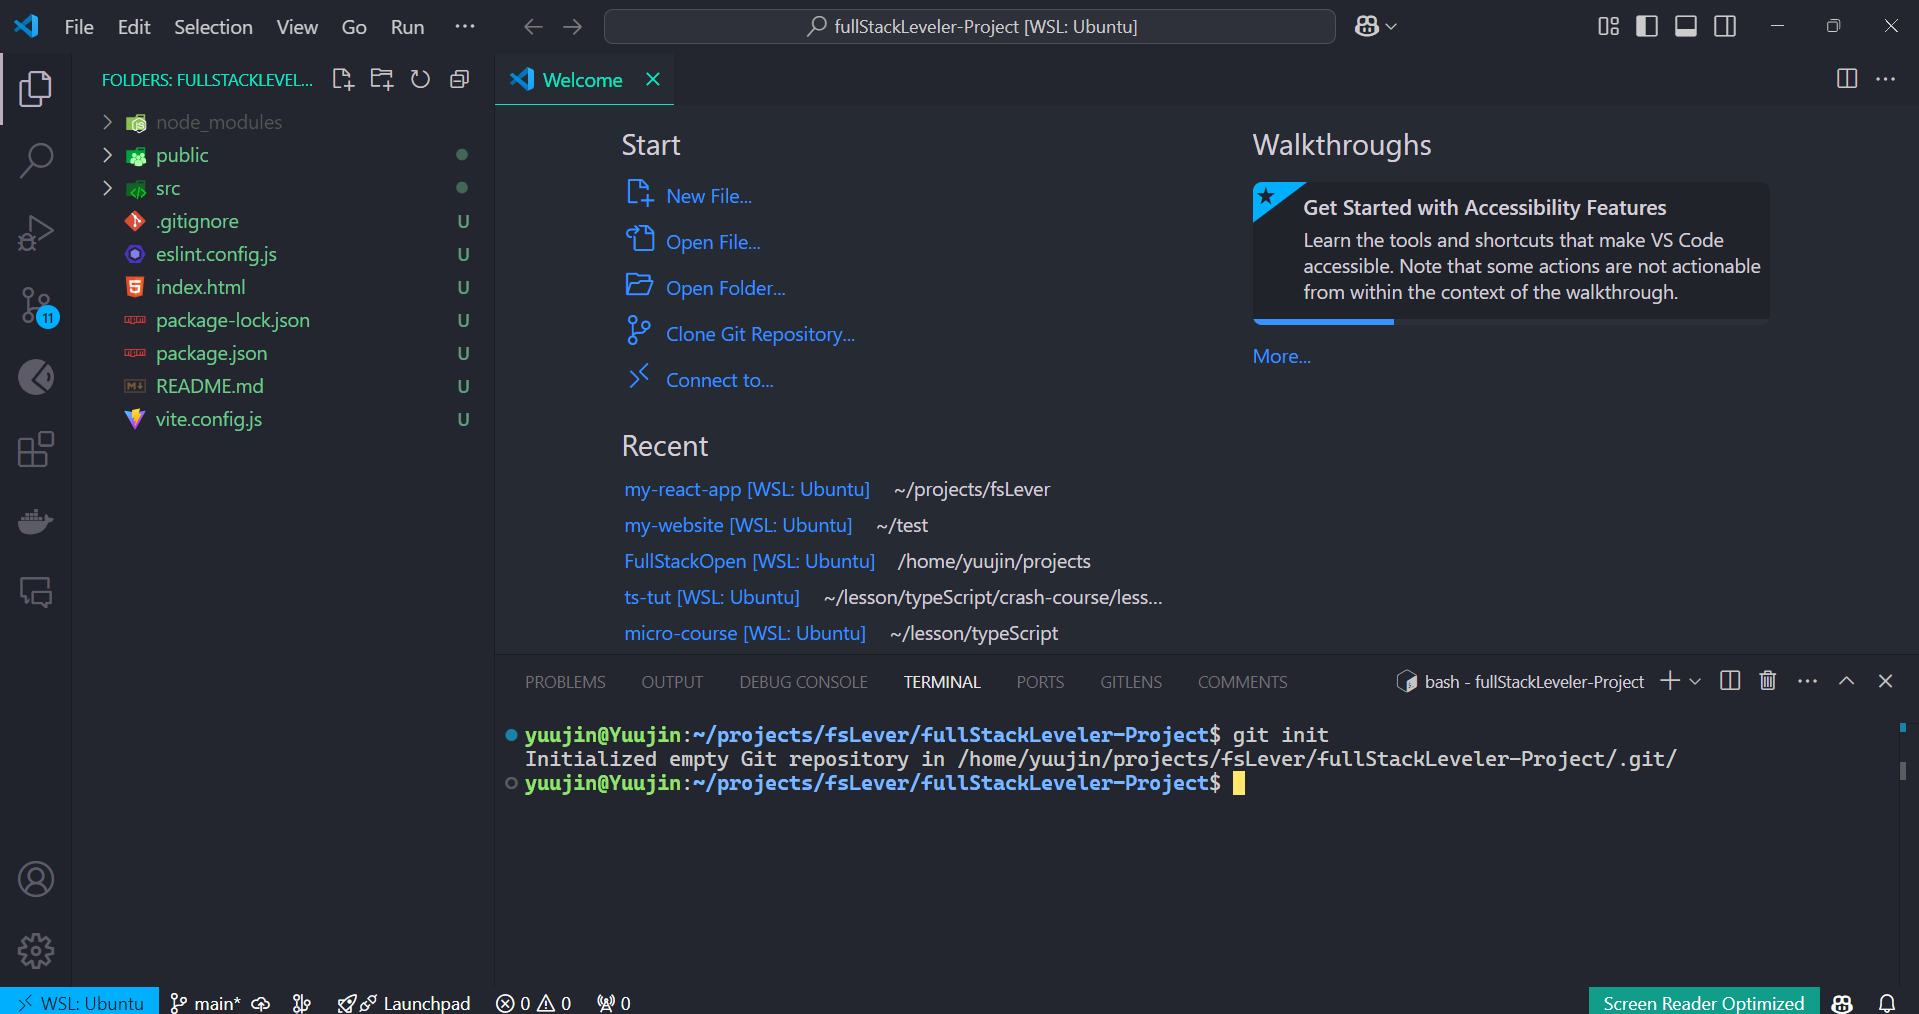 File Edit Selection View Go Run ··· fullStackLeveler-Project [WSL: Ubuntu]
FOLDERS: FULLSTACKLEVEL...
node_modules
public
src
.gitignore U
eslint.config.js U
index.html U
package-lock.json U
package.json U
README.md U
vite.config.js U
11
Welcome
Start
New File...
Open File...
Open Folder...
Clone Git Repository...
Connect to...
Recent
my-react-app [WSL: Ubuntu] ~/projects/fsLever
my-website [WSL: Ubuntu] ~/test
FullStackOpen [WSL: Ubuntu] /home/yuujin/projects
ts-tut [WSL: Ubuntu] ~/lesson/typeScript/crash-course/less...
micro-course [WSL: Ubuntu] ~/lesson/typeScript
Walkthroughs
Get Started with Accessibility Features
Learn the tools and shortcuts that make VS Code
accessible. Note that some actions are not actionable
from within the context of the walkthrough.
More...
PROBLEMS OUTPUT DEBUG CONSOLE TERMINAL PORTS GITLENS COMMENTS bash - fullStackLeveler-Project
yuujin@Yuujin:~/projects/fsLever/fullStackLeveler-Project$ git init
Initialized empty Git repository in /home/yuujin/projects/fsLever/fullStackLeveler-Project/.git/
yuujin@Yuujin:~/projects/fsLever/fullStackLeveler-Project$
WSL: Ubuntu main* Launchpad 0 0 0 Screen Reader Optimized